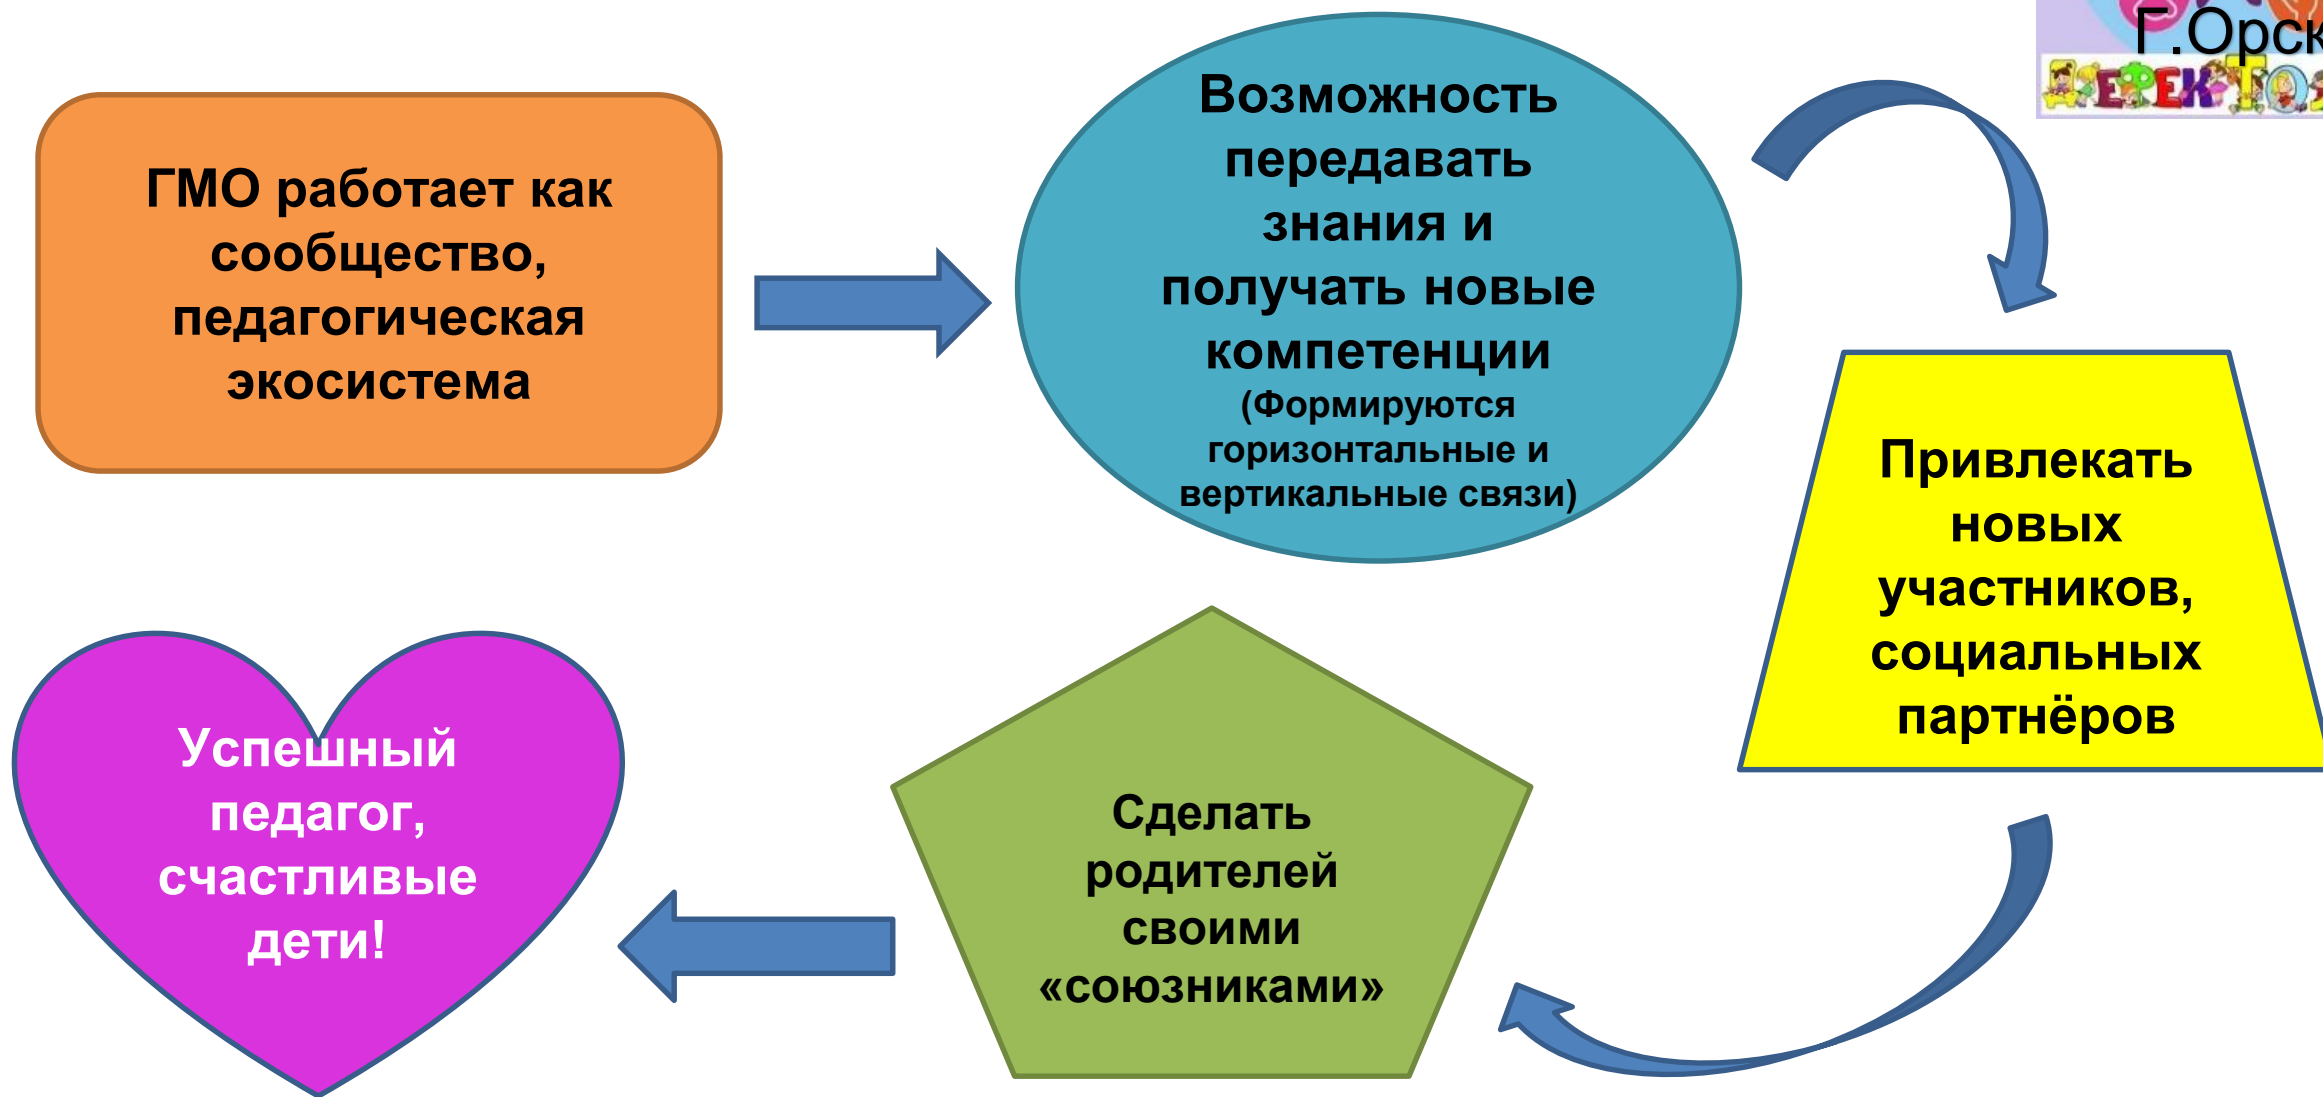 Г.Орск
ГМО работает как
сообщество,
педагогическая
экосистема
Возможность
передавать
знания и
получать новые
компетенции
(Формируются
горизонтальные и
вертикальные связи)
Привлекать
новых
участников,
социальных
партнёров
Сделать
родителей
своими
«союзниками»
Успешный
педагог,
счастливые
дети!